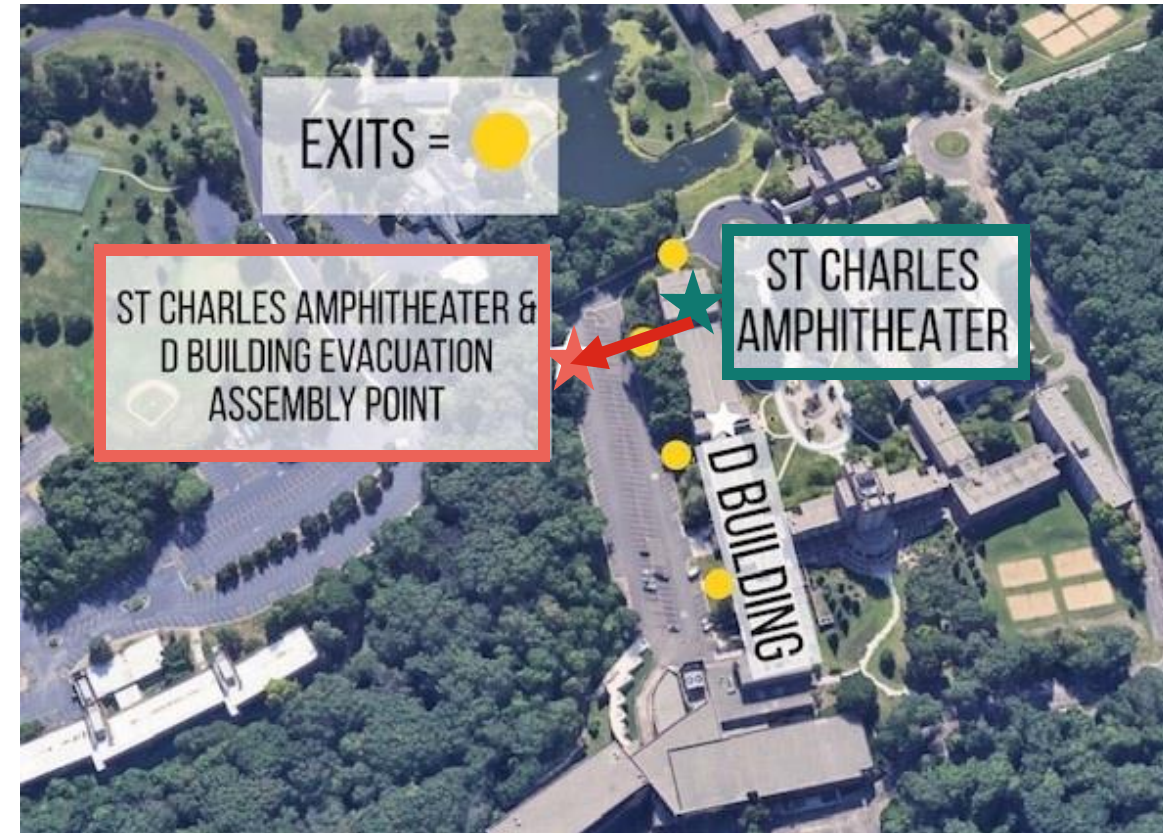 EXITS =
ST CHARLES AMPHITHEATER &
D BUILDING EVACUATION
ASSEMBLY POINT
ST CHARLES
AMPHITHEATER
D BUILDING